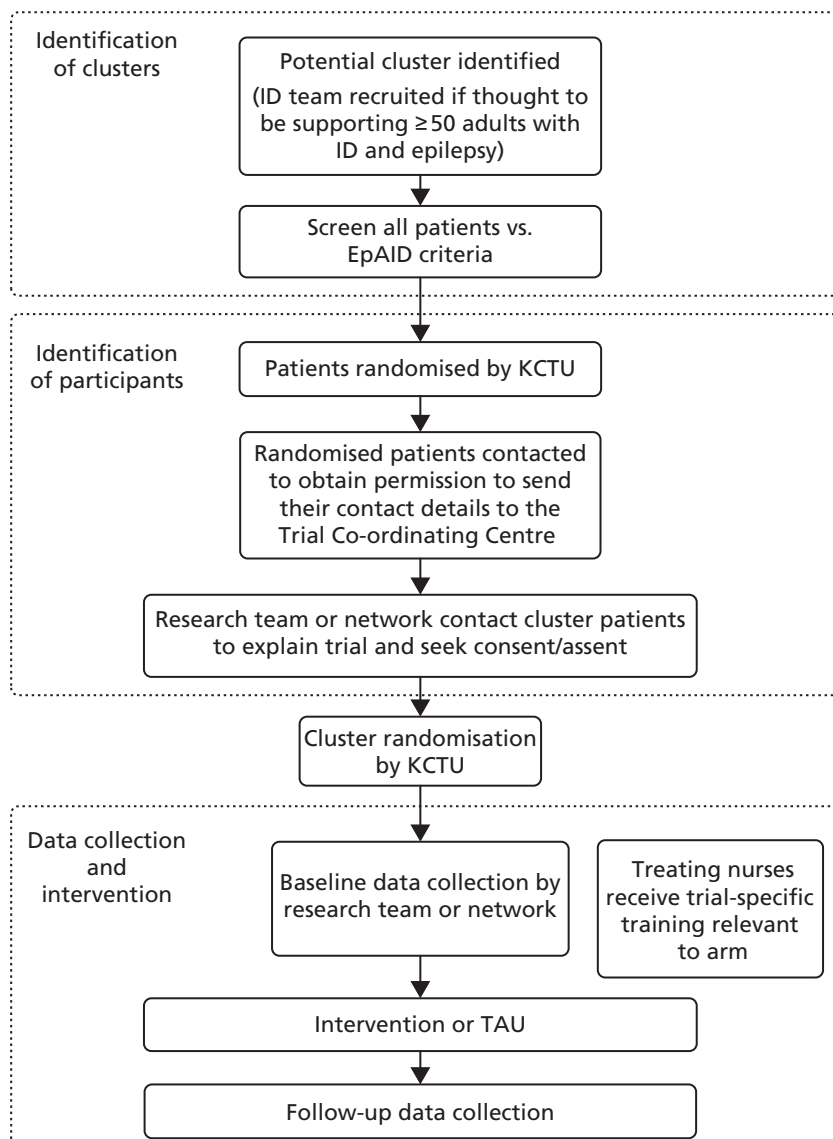 Identification
of clusters
Potential cluster identified
(ID team recruited if thought to
be supporting ≥50 adults with
ID and epilepsy)
Screen all patients vs.
EpAID criteria
Identification
of participants
Patients randomised by KCTU
Randomised patients contacted
to obtain permission to send
their contact details to the
Trial Co-ordinating Centre
Research team or network contact cluster patients
to explain trial and seek consent/assent
Cluster randomisation
by KCTU
Data collection
and
intervention
Baseline data collection by
research team or network
Treating nurses
receive trial-specific
training relevant
to arm
Intervention or TAU
Follow-up data collection